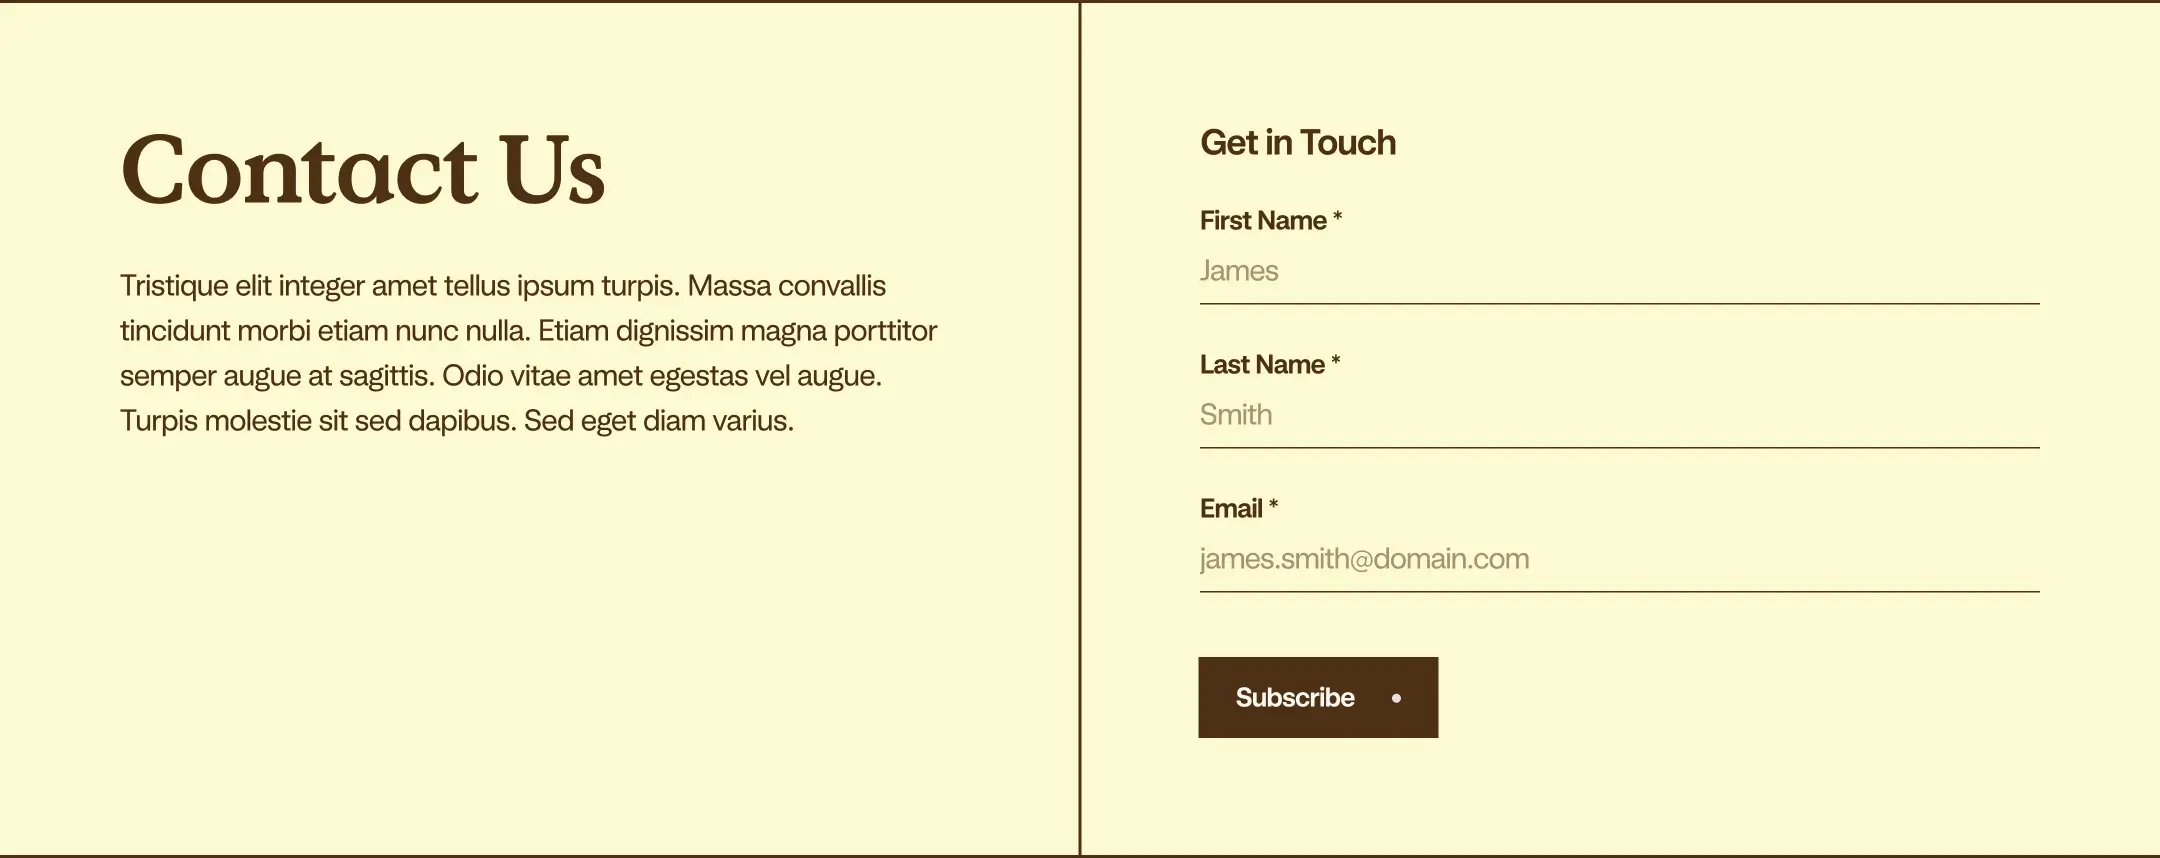 Contact Us
Tristique elit integer amet tellus ipsum turpis. Massa convallis
tincidunt morbi etiam nunc nulla. Etiam dignissim magna porttitor
semper augue at sagittis. Odio vitae amet egestas vel augue.
Turpis molestie sit sed dapibus. Sed eget diam varius.
Get in Touch
First Name *
James
Last Name *
Smith
Email *
james.smith@domain.com
Subscribe